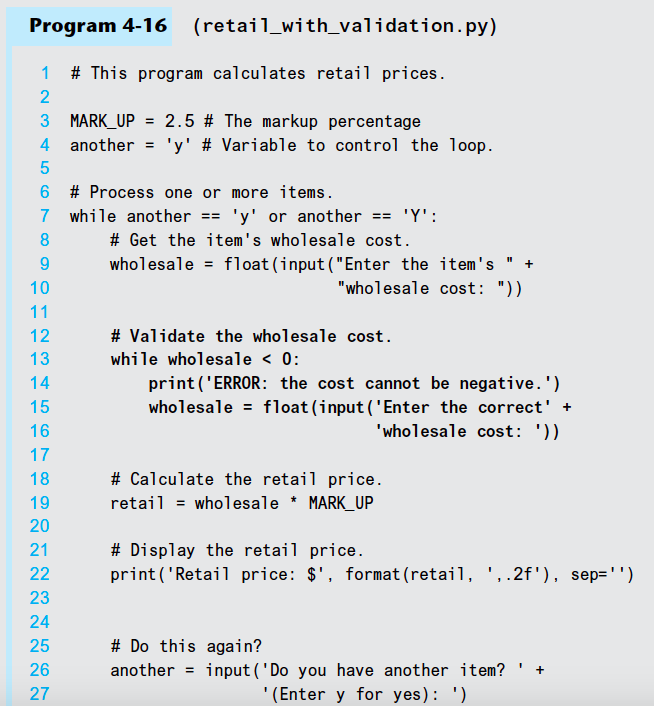 Program 4-16 (retail_with_validation.py)
1 # This program calculates retail prices.
2
3 MARK_UP = 2.5 # The markup percentage
4 another = 'y' # Variable to control the loop.
5
6 # Process one or more items.
7 while another == 'y' or another == 'Y':
8     # Get the item's wholesale cost.
9     wholesale = float(input("Enter the item's " +
10                            "wholesale cost: "))
11
12     # Validate the wholesale cost.
13     while wholesale < 0:
14         print('ERROR: the cost cannot be negative.')
15         wholesale = float(input('Enter the correct' +
16                                'wholesale cost: '))
17
18     # Calculate the retail price.
19     retail = wholesale * MARK_UP
20
21     # Display the retail price.
22     print('Retail price: $', format(retail, ',.2f'), sep='')
23
24
25     # Do this again?
26     another = input('Do you have another item? ' +
27                     '(Enter y for yes): ')